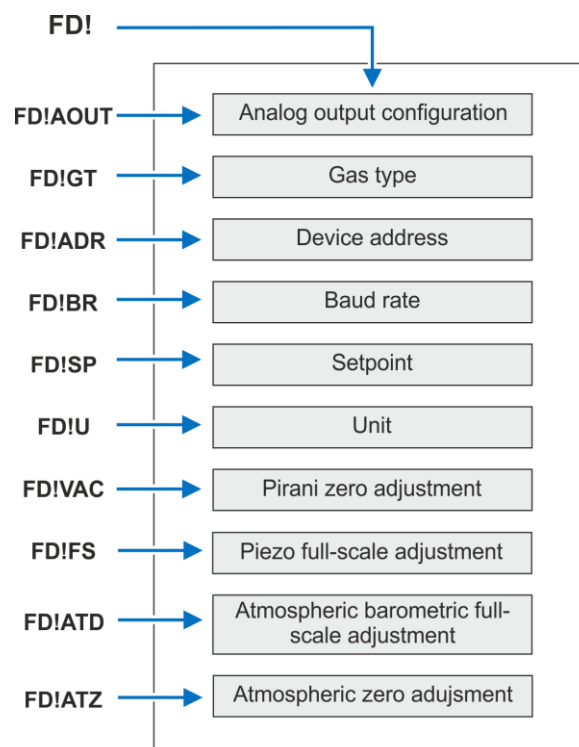 FD!
FD!AOUT
Analog output configuration
FD!GT
Gas type
FD!ADR
Device address
FD!BR
Baud rate
FD!SP
Setpoint
FD!U
Unit
FD!VAC
Pirani zero adjustment
FD!FS
Piezo full-scale adjustment
FD!ATD
Atmospheric barometric full-
scale adjustment
FD!ATZ
Atmospheric zero adujsment